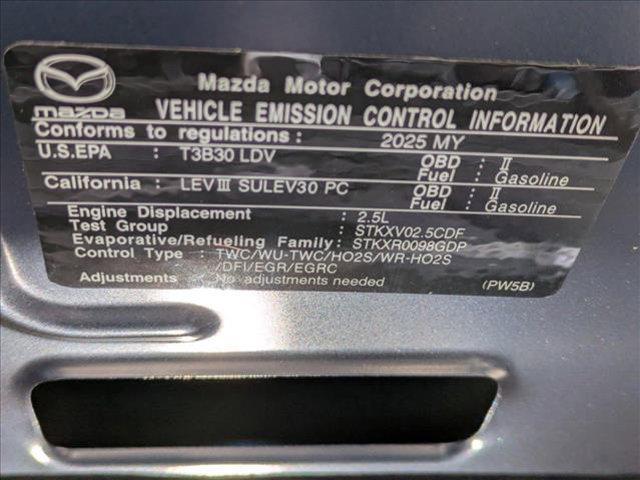 Mazda Motor Corporation
mazda VEHICLE EMISSION CONTROL INFORMATION
Conforms to regulations : 2025 MY
U.S.EPA : T3B30 LDV OBD : II
Fuel : Gasoline
California : LEV III SULEV30 PC OBD : II
Fuel : Gasoline
Engine Displacement : 2.5L
Test Group : STKXV02.5CDF
Evaporative/Refueling Family : STKXR0098GDP
Control Type : TWC/WU-TWC/HO2S/WR-HO2S
/DFI/EGR/EGRC
Adjustments : No adjustments needed (PW5B)